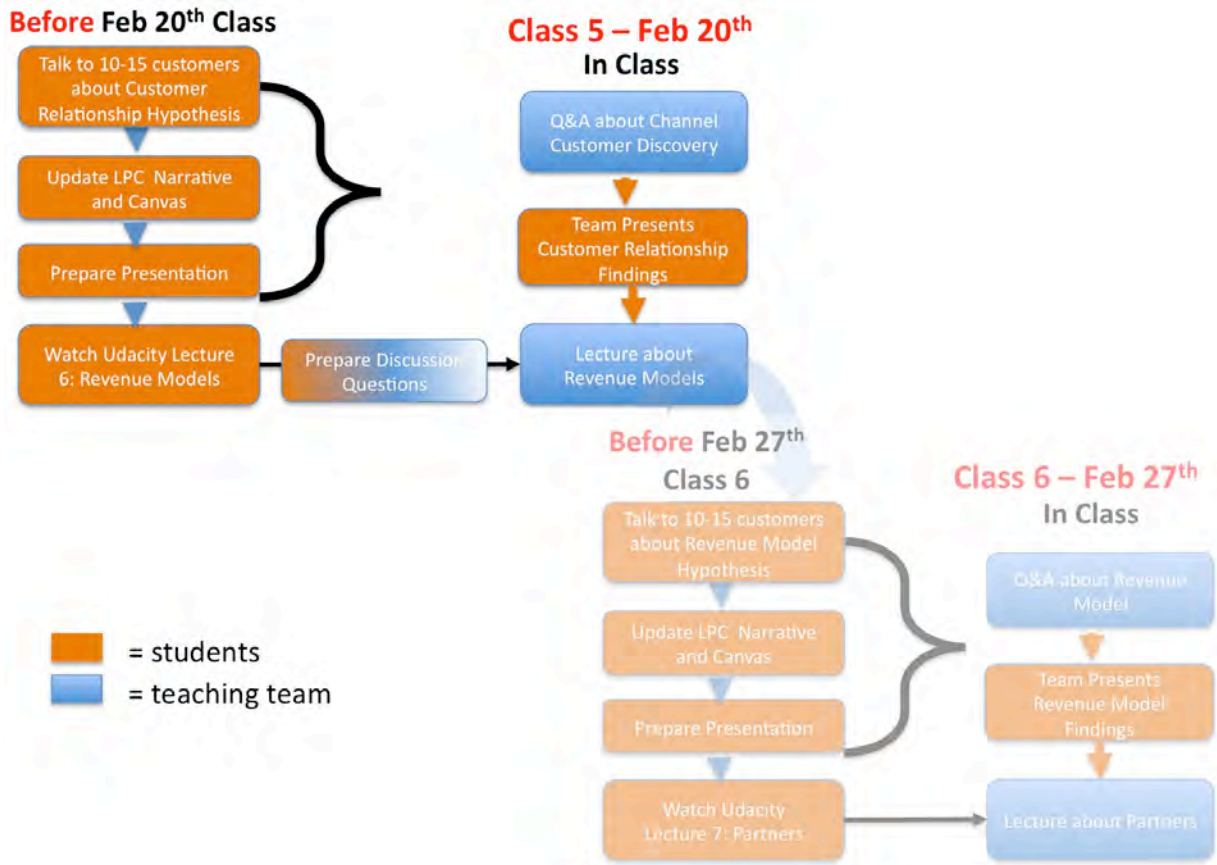 Before Feb 20th Class
Talk to 10-15 customers
about Customer
Relationship Hypothesis
Update LPC Narrative
and Canvas
Prepare Presentation
Watch Udacity Lecture
6: Revenue Models
Prepare Discussion
Questions
Class 5 – Feb 20th
In Class
Q&A about Channel
Customer Discovery
Team Presents
Customer Relationship
Findings
Lecture about
Revenue Models
Before Feb 27th
Class 6
Talk to 10-15 customers
about Revenue Model
Hypothesis
Update LPC Narrative
and Canvas
Prepare Presentation
Watch Udacity
Lecture 7: Partners
Class 6 – Feb 27th
In Class
Q&A about Revenue
Model
Team Presents
Revenue Model
Findings
Lecture about Partners
= students
= teaching team